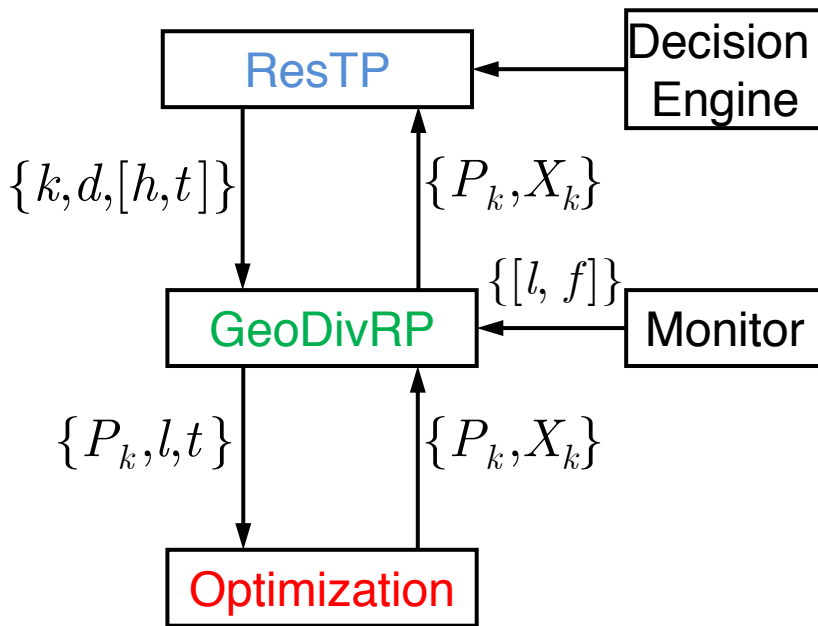 ResTP
Decision
Engine
{k,d,[h,t]}
{P_k,X_k}
{[l, f]}
GeoDivRP
Monitor
{P_k,l,t}
{P_k,X_k}
Optimization